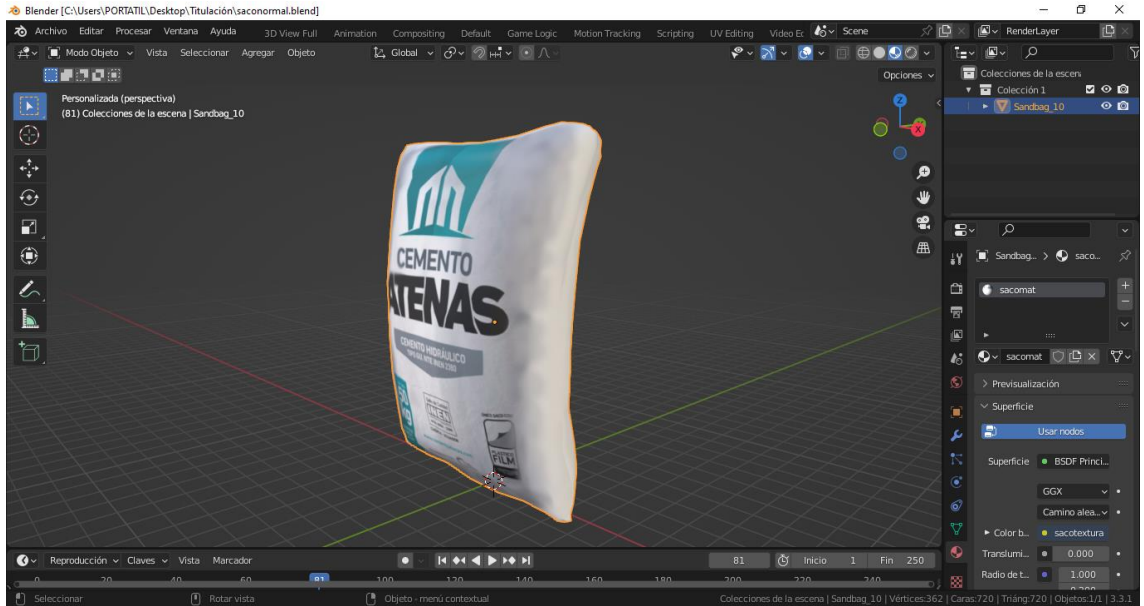 Blender [C:\Users\PORTATIL\Desktop\Titulación\saconormal.blend]
Archivo Editar Procesar Ventana Ayuda 3D View Full Animation Compositing Default Game Logic Motion Tracking Scripting UV Editing Video Ec Scene RenderLayer
Modo Objeto Vista Seleccionar Agregar Objeto Global
Opciones
Personalizada (perspectiva)
(81) Colecciones de la escena | Sandbag_10
Colecciones de la escen
Colección 1
Sandbag_10
Z
X
CEMENTO
ATENAS
CEMENTO HIDRÁULICO
INEN
FILM
Sandbag... > saco...
sacomat
sacomat
Previsualización
Superficie
Usar nodos
Superficie BSDF Princi...
GGX
Camino alea...
Color b... sacotextura
Translumi... 0.000
Radio de t... 1.000
0.200
Reproducción Claves Vista Marcador 81 Inicio 1 Fin 250
0 20 40 60 81 100 120 140 160 180 200 220 240
Seleccionar Rotar vista Objeto - menú contextual Colecciones de la escena | Sandbag_10 | Vértices:362 | Caras:720 | Triáng:720 | Objetos:1/1 | 3.3.1